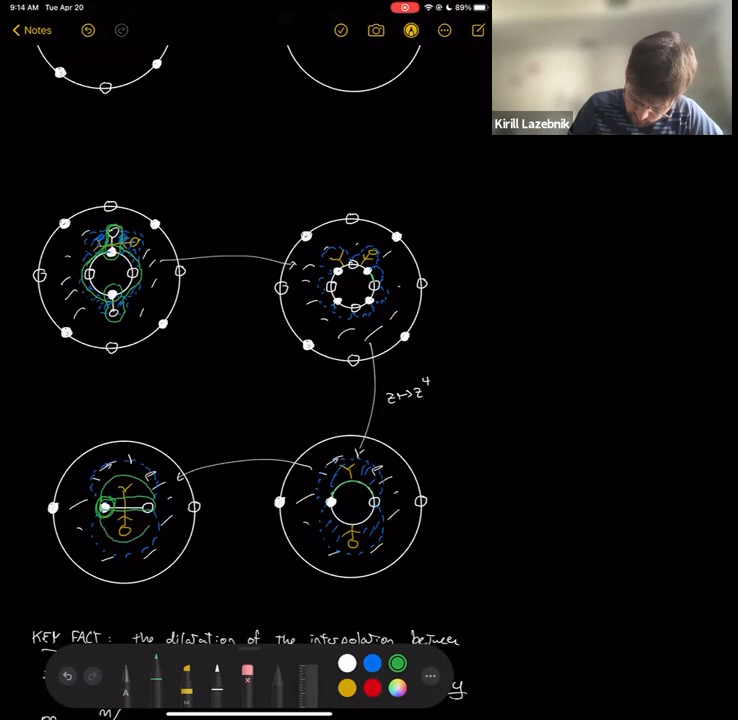 9:14 AM Tue Apr 20
89%
Notes
Kirill Lazebnik
z↦z⁴
KEY FACT: the dilatation of the interpolation between